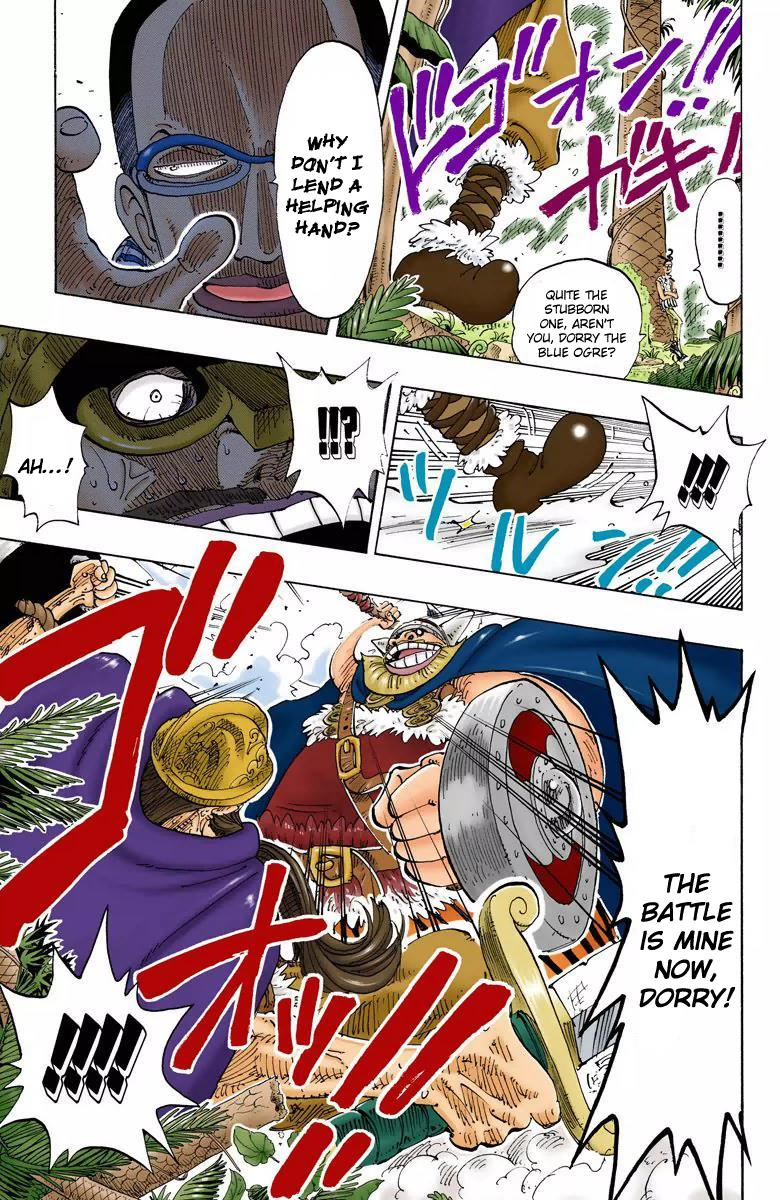 ドゴオォン!!
ガキ!!
.........
QUITE THE
STUBBORN
ONE, AREN'T
YOU, DORRY THE
BLUE OGRE?
WHY
DON'T I
LEND A
HELPING
HAND?
!!!
ツルン!!
!!?
AH...!
THE
BATTLE
IS MINE
NOW,
DORRY!
ゴオッ!!
!!!!!